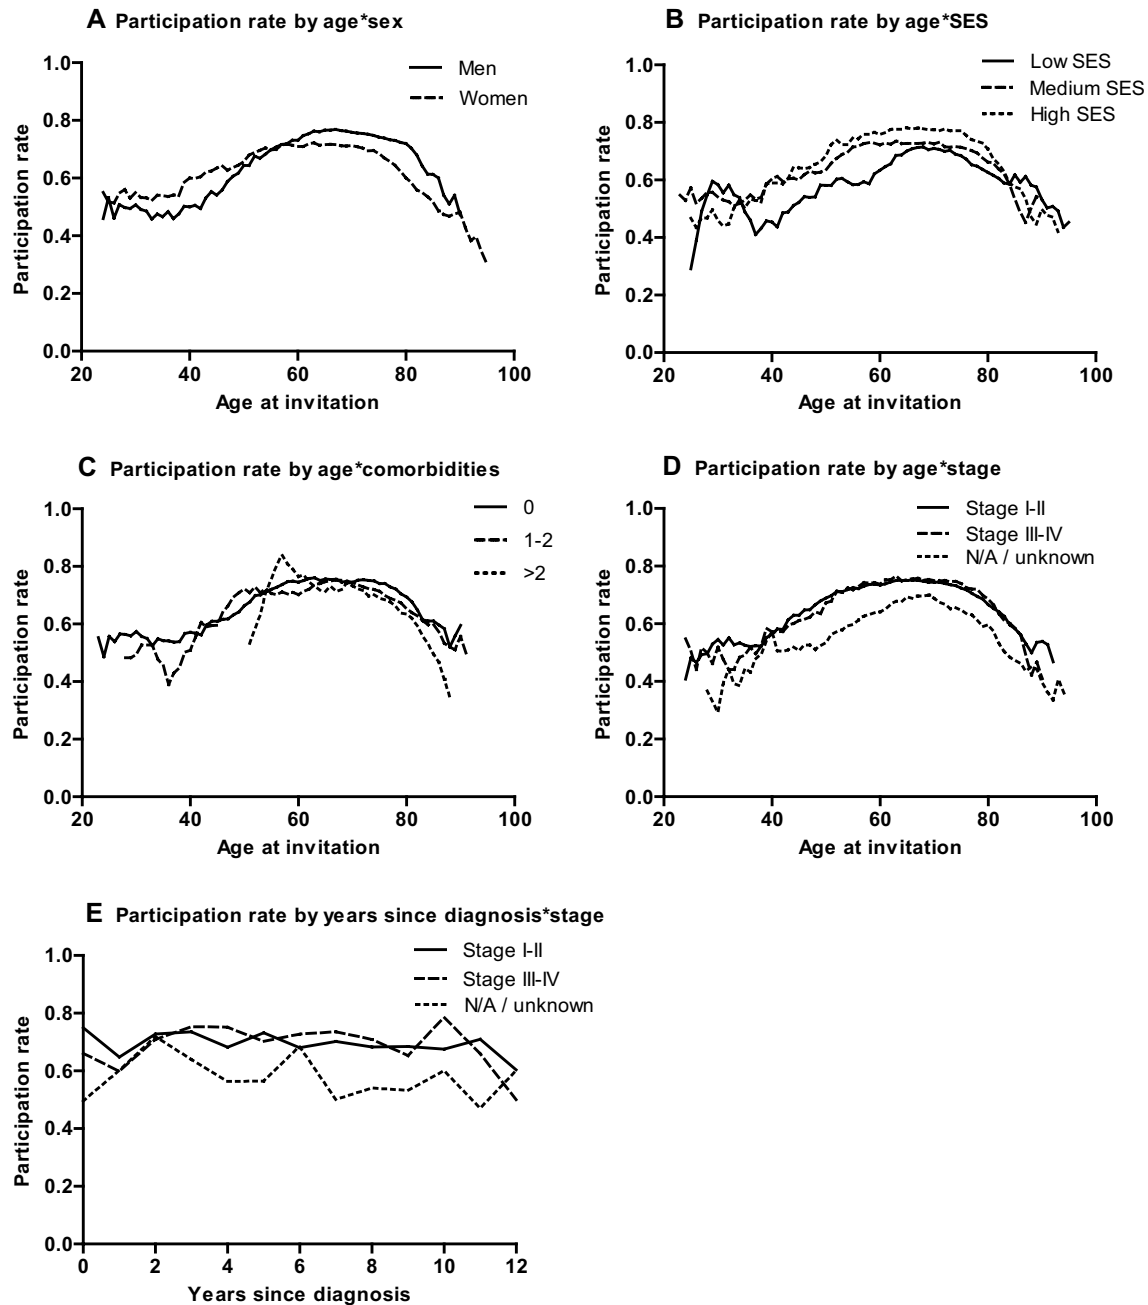 A Participation rate by age*sex
1.0
0.8
0.6
0.4
0.2
0.0
20 40 60 80 100
Participation rate
Age at invitation
Men
Women
B Participation rate by age*SES
1.0
0.8
0.6
0.4
0.2
0.0
20 40 60 80 100
Participation rate
Age at invitation
Low SES
Medium SES
High SES
C Participation rate by age*comorbidities
1.0
0.8
0.6
0.4
0.2
0.0
20 40 60 80 100
Participation rate
Age at invitation
0
1-2
>2
D Participation rate by age*stage
1.0
0.8
0.6
0.4
0.2
0.0
20 40 60 80 100
Participation rate
Age at invitation
Stage I-II
Stage III-IV
N/A / unknown
E Participation rate by years since diagnosis*stage
1.0
0.8
0.6
0.4
0.2
0.0
0 2 4 6 8 10 12
Participation rate
Years since diagnosis
Stage I-II
Stage III-IV
N/A / unknown